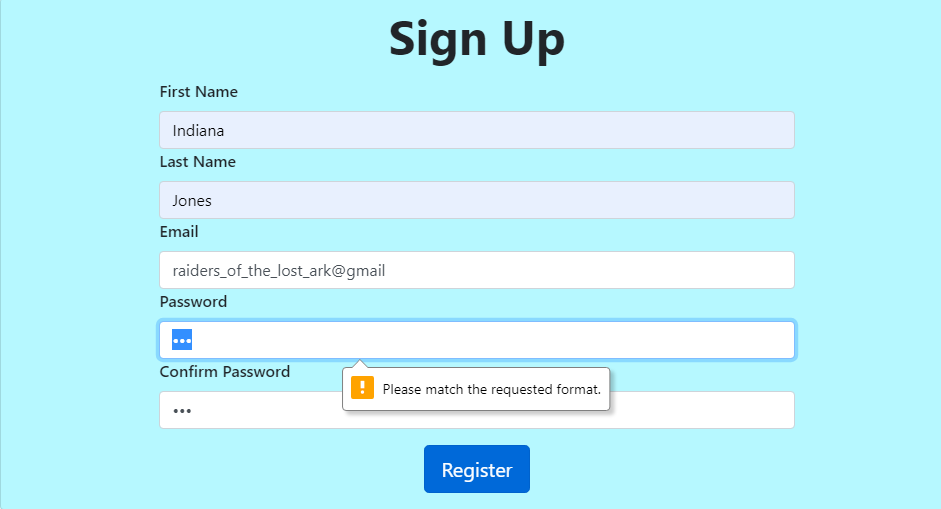 Sign Up
First Name
Indiana
Last Name
Jones
Email
raiders_of_the_lost_ark@gmail
Password
•••
Confirm Password
Please match the requested format.
•••
Register